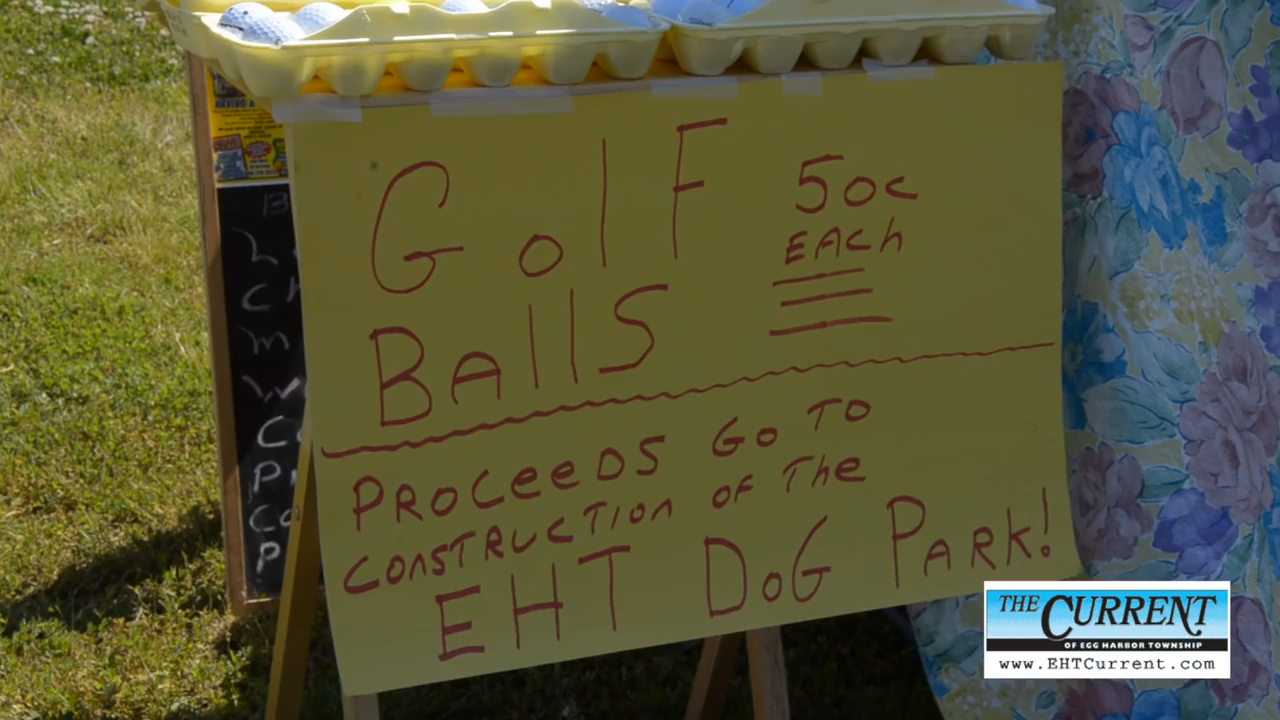 GolF
BAllS
50c
EACh
PROCeeDS GO TO
CONSTRUCTION OF The
EHT DoG PARK!
THE CURRENT
OF EGG HARBOR TOWNSHIP
www.EHTCurrent.com